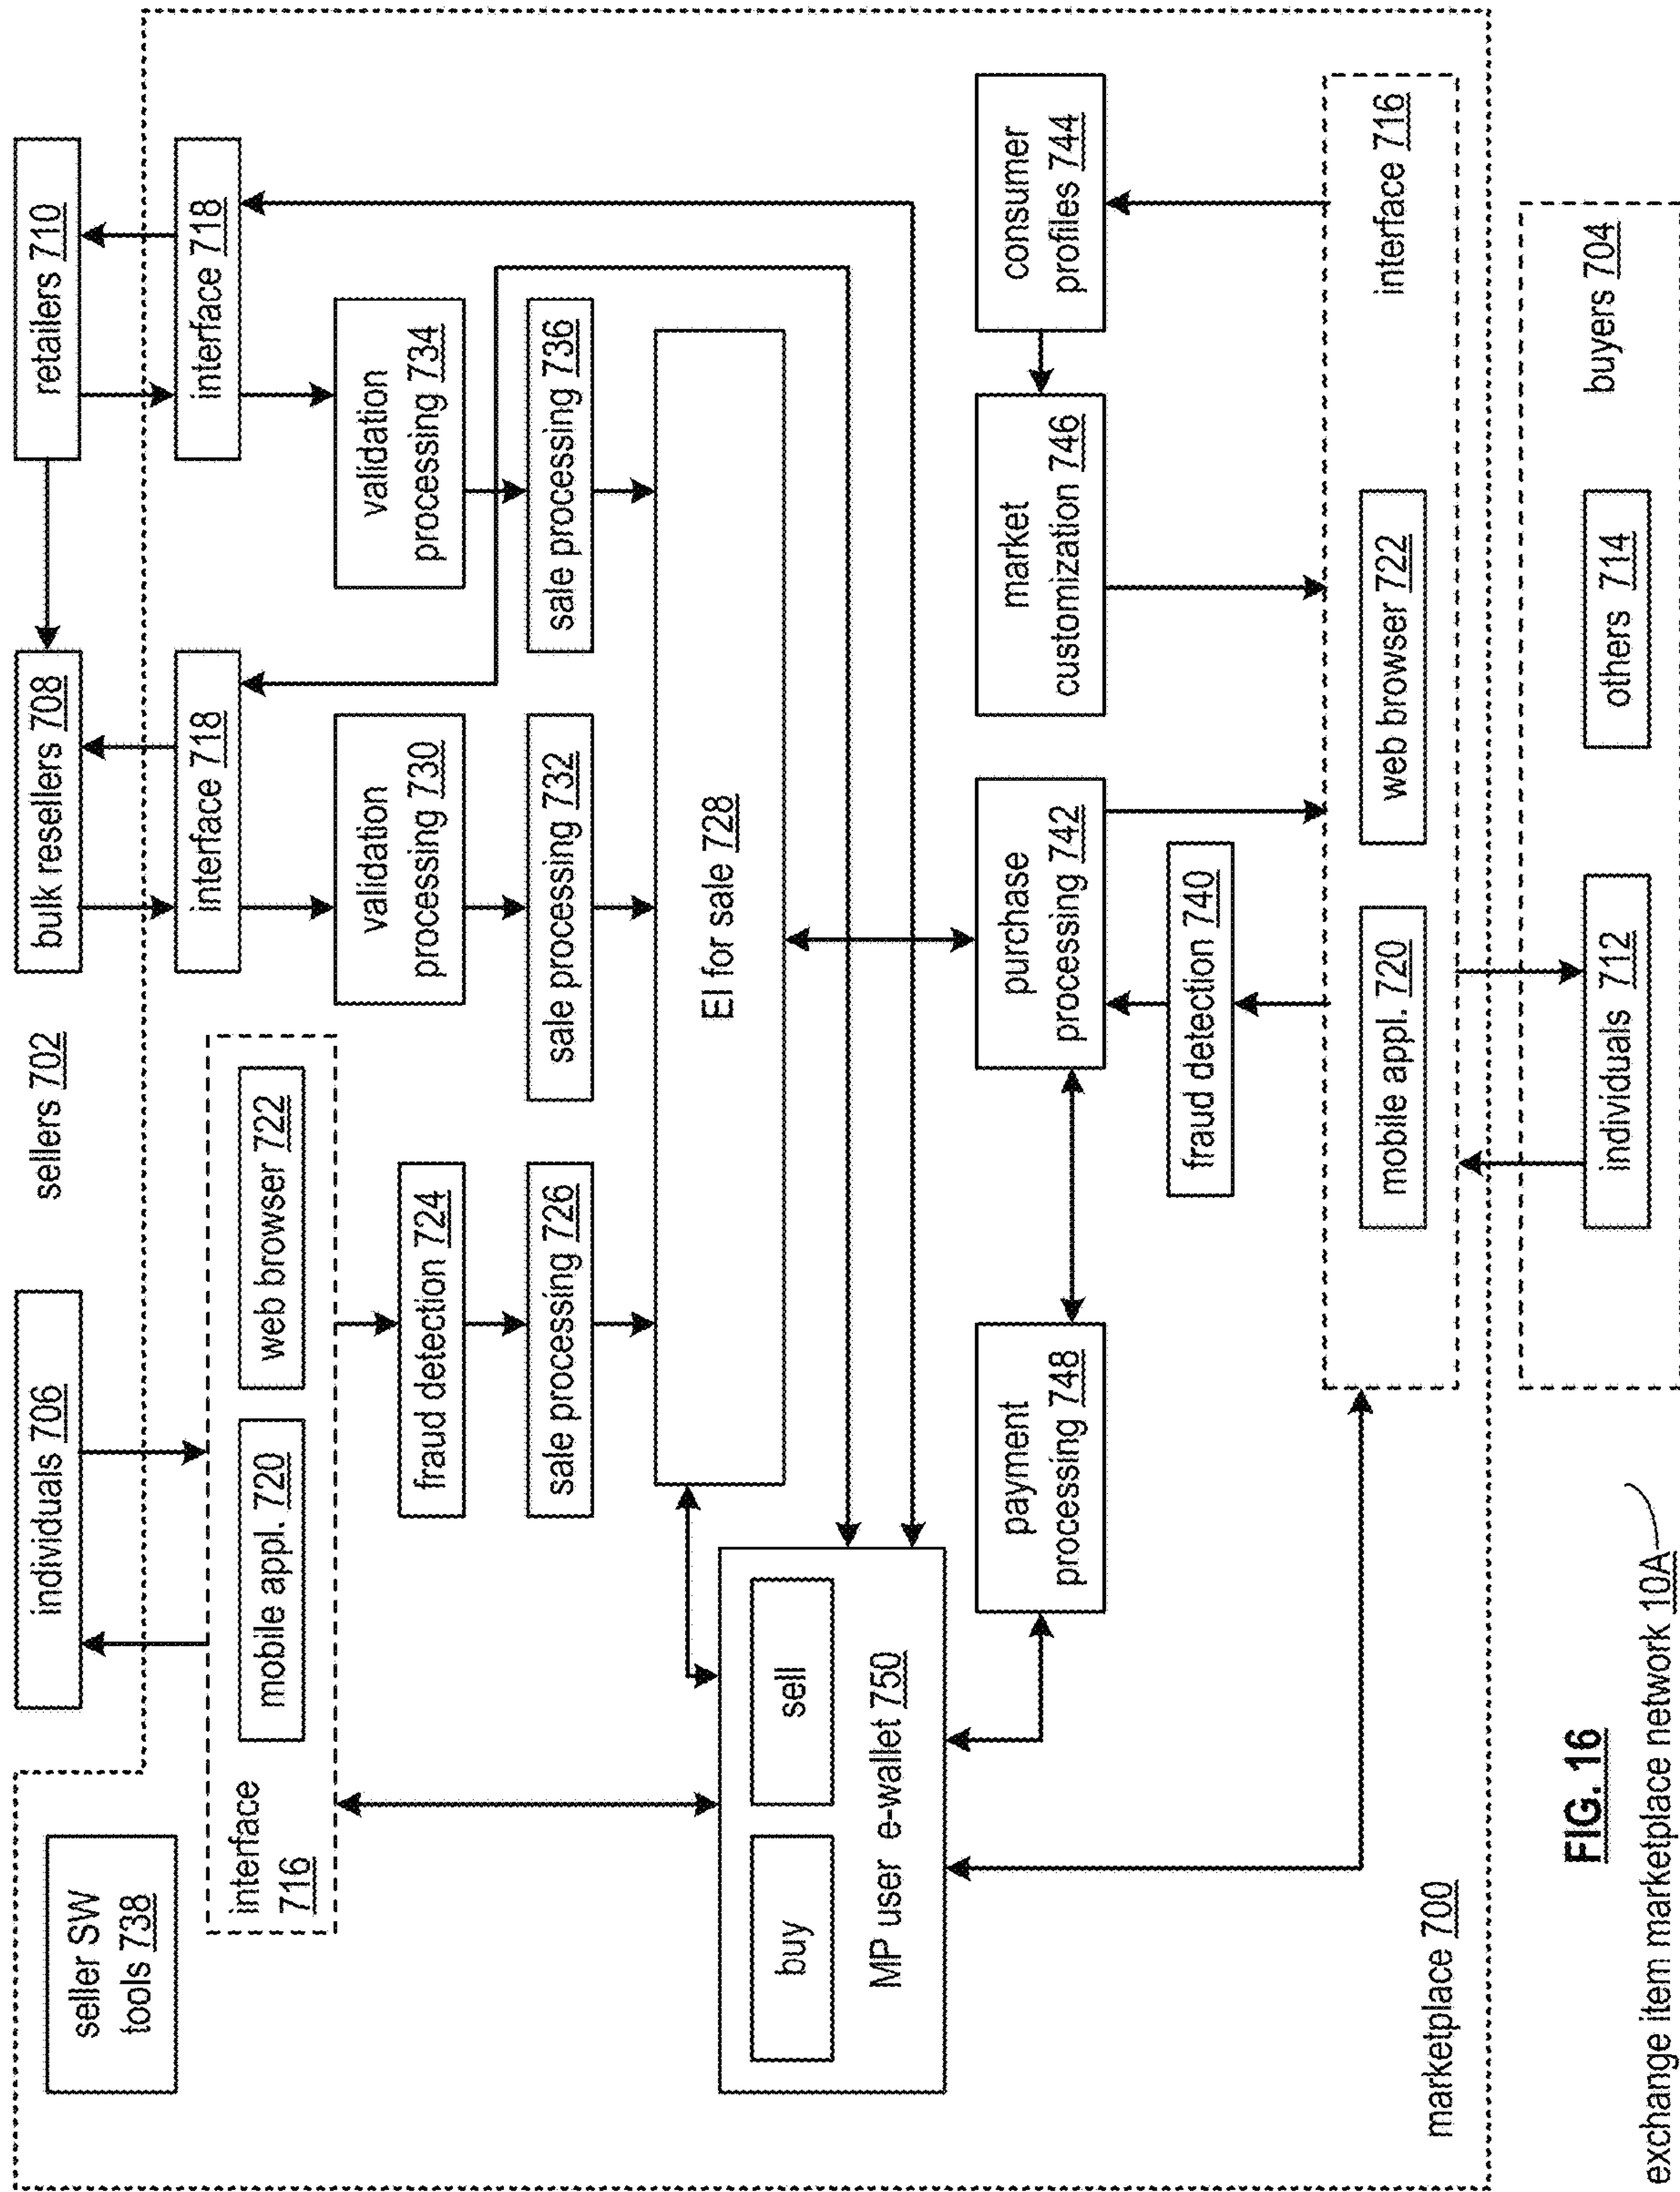 seller SW
tools 738
individuals 706
sellers 702
bulk resellers 708
retailers 710
interface
716
mobile appl. 720
web browser 722
interface 718
interface 718
fraud detection 724
validation
processing 730
validation
processing 734
sale processing 726
sale processing 732
sale processing 736
EI for sale 728
buy
sell
MP user e-wallet 750
payment
processing 748
purchase
processing 742
market
customization 746
consumer
profiles 744
fraud detection 740
mobile appl. 720
web browser 722
interface 716
marketplace 700
individuals 712
others 714
buyers 704
FIG. 16
exchange item marketplace network 10A